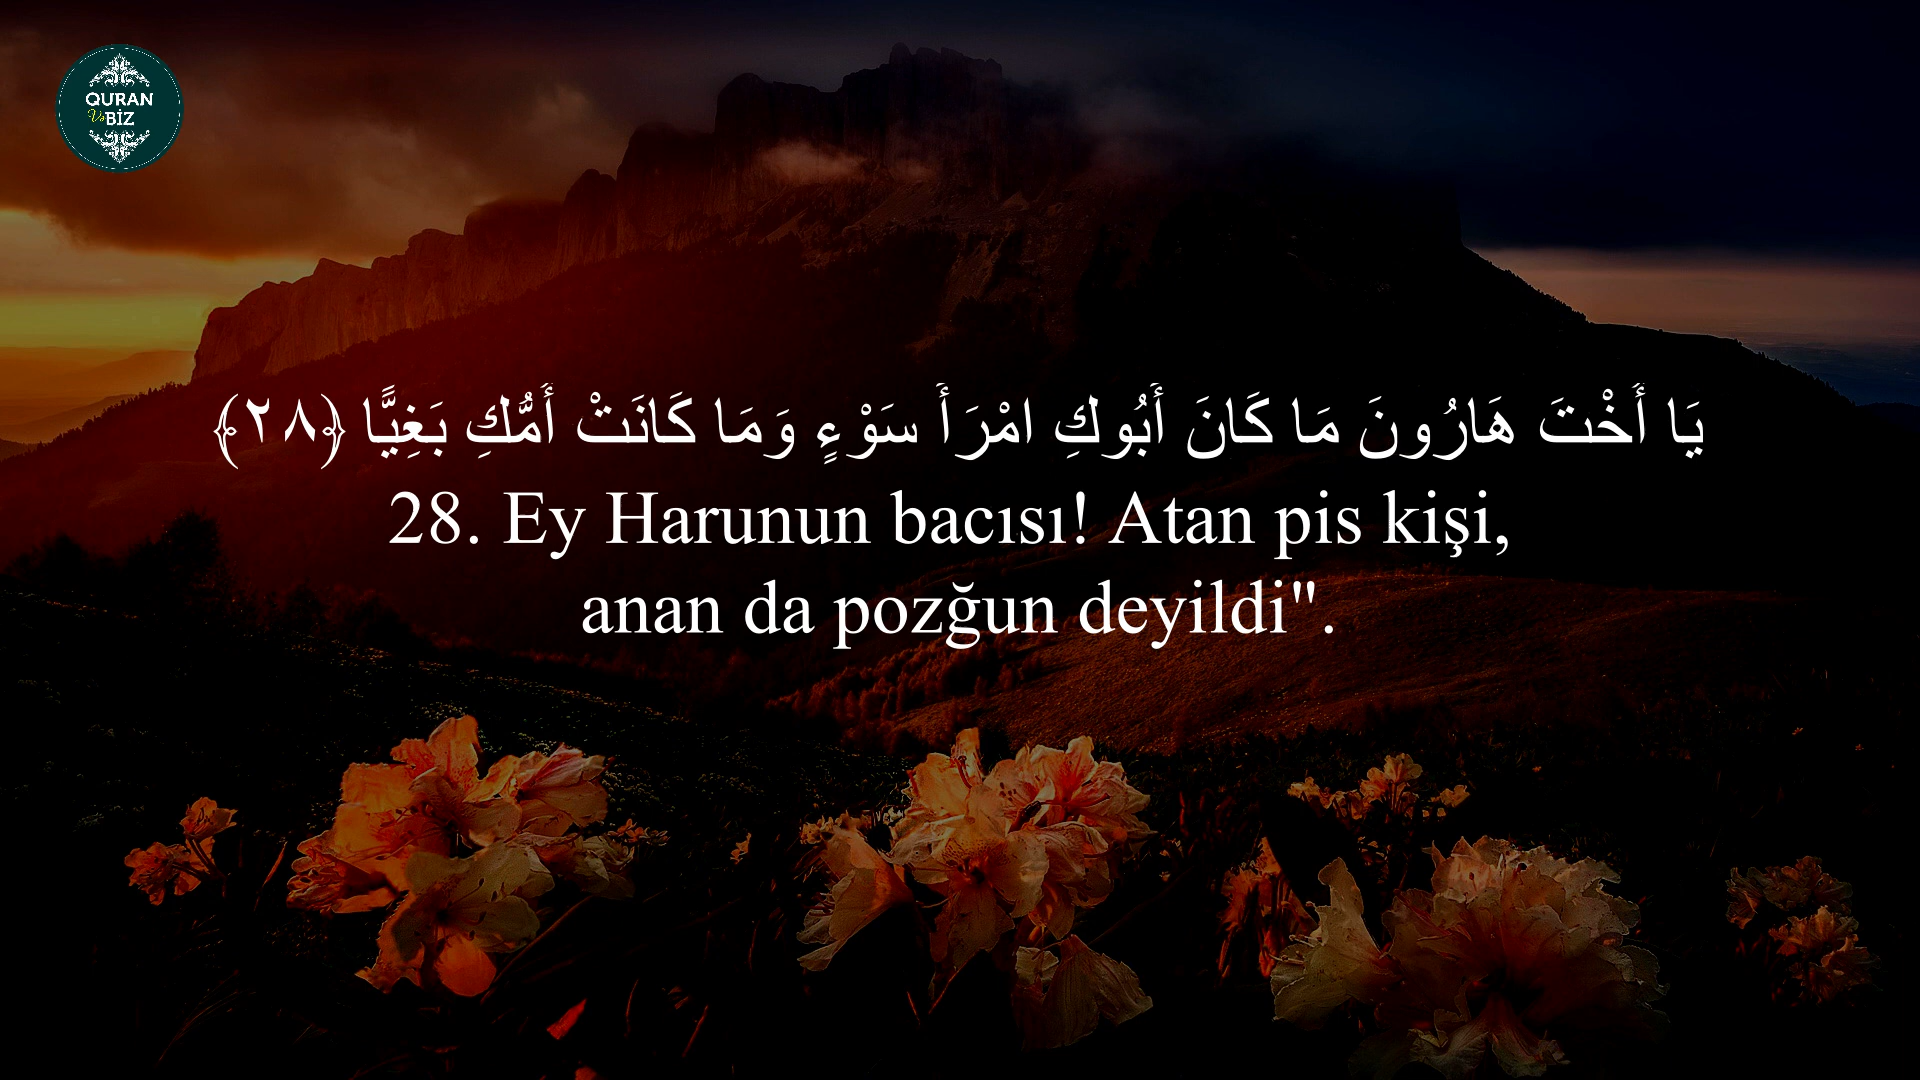 QURAN
Və BİZ
يَا أَخْتَ هَارُونَ مَا كَانَ أَبُوكِ امْرَأَ سَوْءٍ وَمَا كَانَتْ أُمُّكِ بَغِيًّا ﴿٢٨﴾
28. Ey Harunun bacısı! Atan pis kişi,
anan da pozğun deyildi".